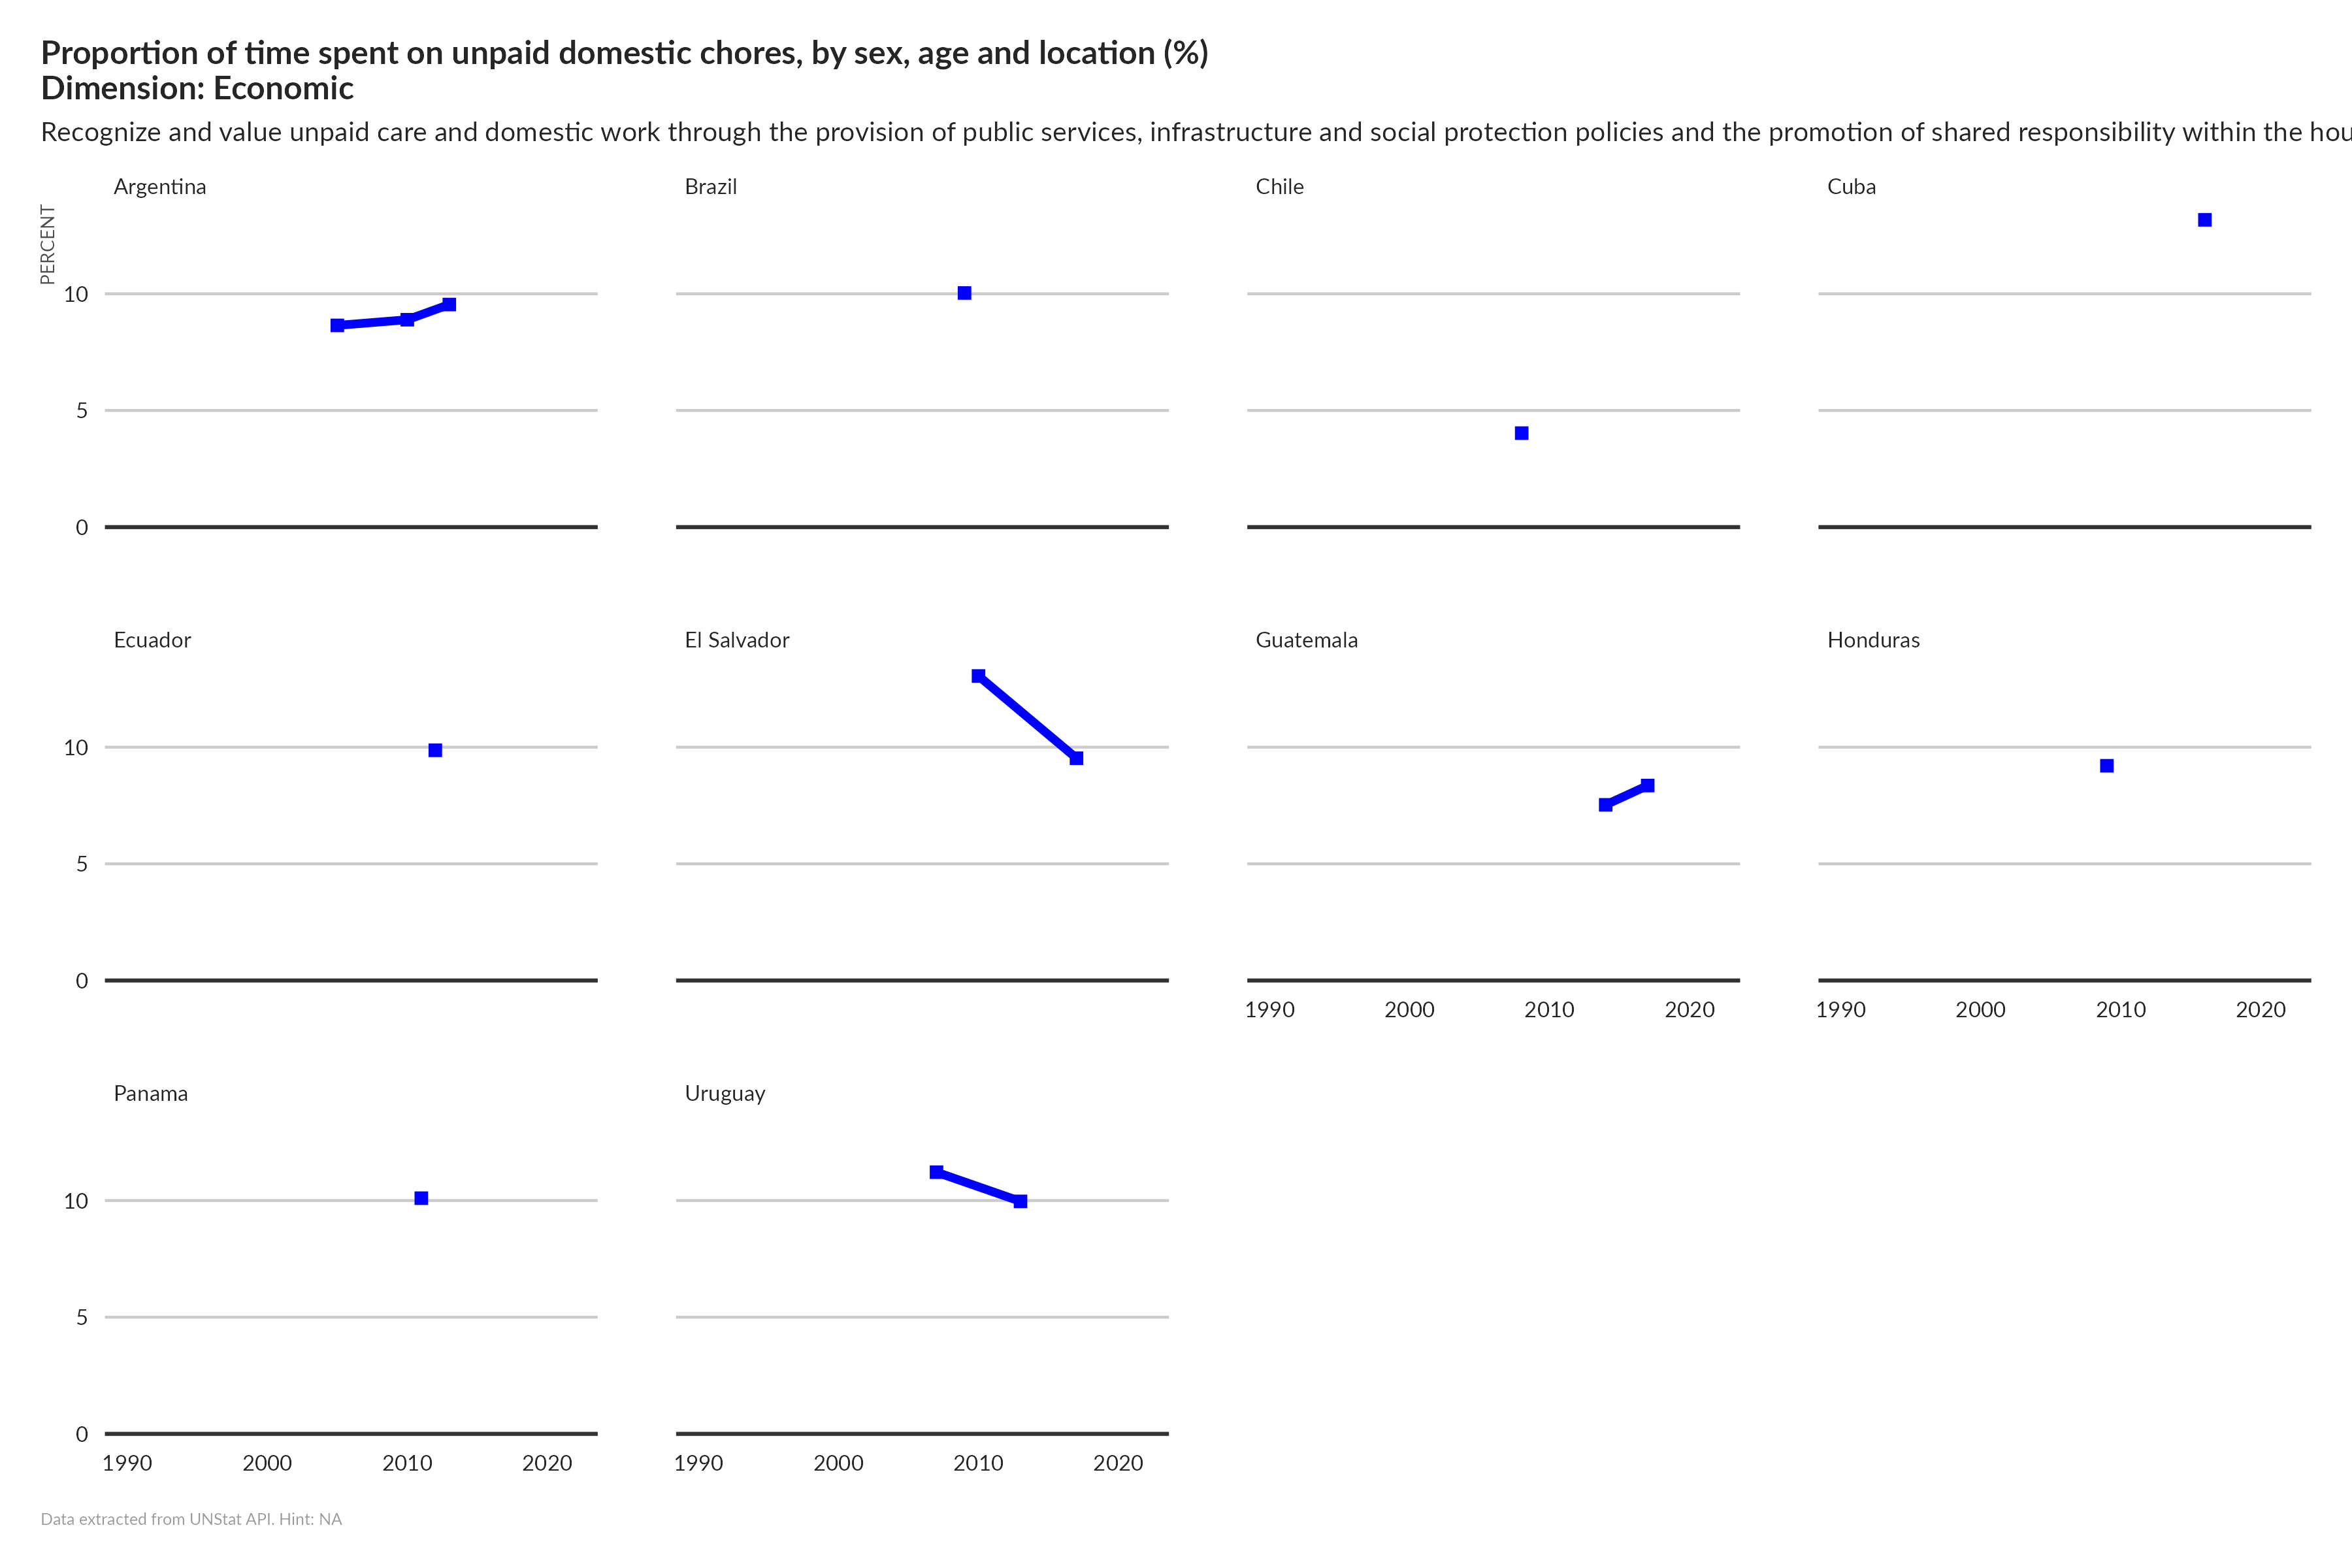 Proportion of time spent on unpaid domestic chores, by sex, age and location (%)
Dimension: Economic
Recognize and value unpaid care and domestic work through the provision of public services, infrastructure and social protection policies and the promotion of shared responsibility within the hou
Argentina
Brazil
Chile
Cuba
PERCENT
10
5
0
Ecuador
El Salvador
Guatemala
Honduras
10
5
0
1990 2000 2010 2020
1990 2000 2010 2020
Panama
Uruguay
10
5
0
1990 2000 2010 2020
1990 2000 2010 2020
Data extracted from UNStat API. Hint: NA